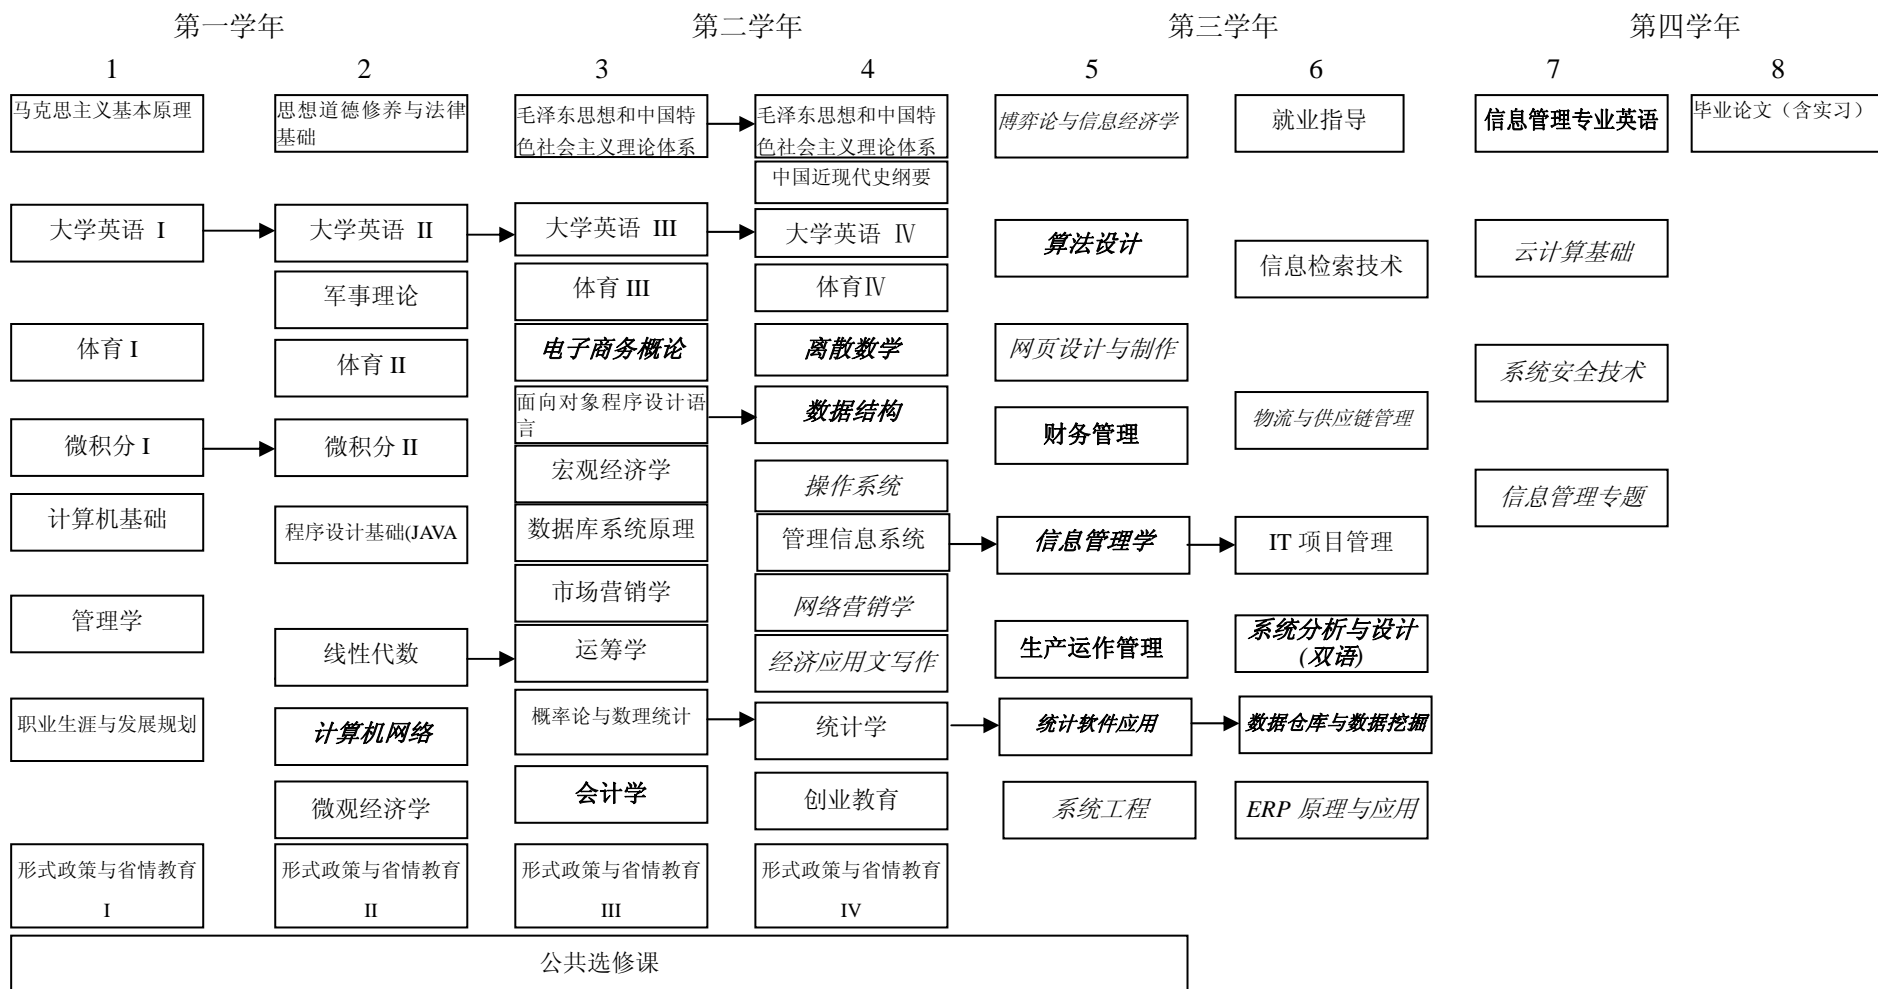 第一学年
第二学年
第三学年
第四学年
1
2
3
4
5
6
7
8
马克思主义基本原理
思想道德修养与法律
基础
毛泽东思想和中国特
色社会主义理论体系
毛泽东思想和中国特
色社会主义理论体系
中国近现代史纲要
博弈论与信息经济学
就业指导
信息管理专业英语
毕业论文（含实习）
大学英语 I
大学英语 II
大学英语 III
大学英语 Ⅳ
算法设计
信息检索技术
云计算基础
军事理论
体育 III
体育Ⅳ
体育 I
体育 II
电子商务概论
离散数学
网页设计与制作
系统安全技术
面向对象程序设计语
言
数据结构
财务管理
物流与供应链管理
微积分 I
微积分 II
宏观经济学
操作系统
信息管理专题
计算机基础
程序设计基础(JAVA
数据库系统原理
管理信息系统
信息管理学
IT 项目管理
市场营销学
网络营销学
管理学
线性代数
运筹学
经济应用文写作
生产运作管理
系统分析与设计
(双语)
职业生涯与发展规划
计算机网络
概率论与数理统计
统计学
统计软件应用
数据仓库与数据挖掘
微观经济学
会计学
创业教育
系统工程
ERP 原理与应用
形式政策与省情教育
I
形式政策与省情教育
II
形式政策与省情教育
III
形式政策与省情教育
IV
公共选修课